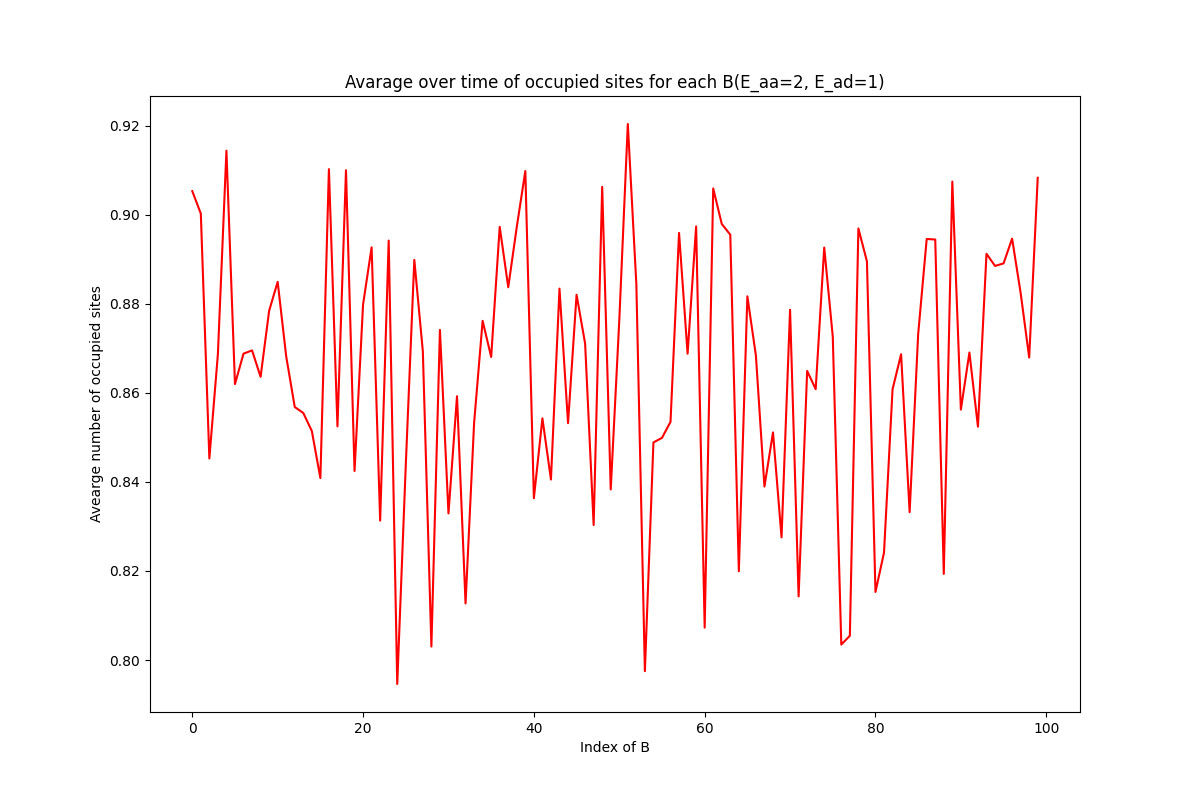 Avarage over time of occupied sites for each B(E_aa=2, E_ad=1)
0.92
0.90
0.88
0.86
0.84
0.82
0.80
Avearge number of occupied sites
0 20 40 60 80 100
Index of B